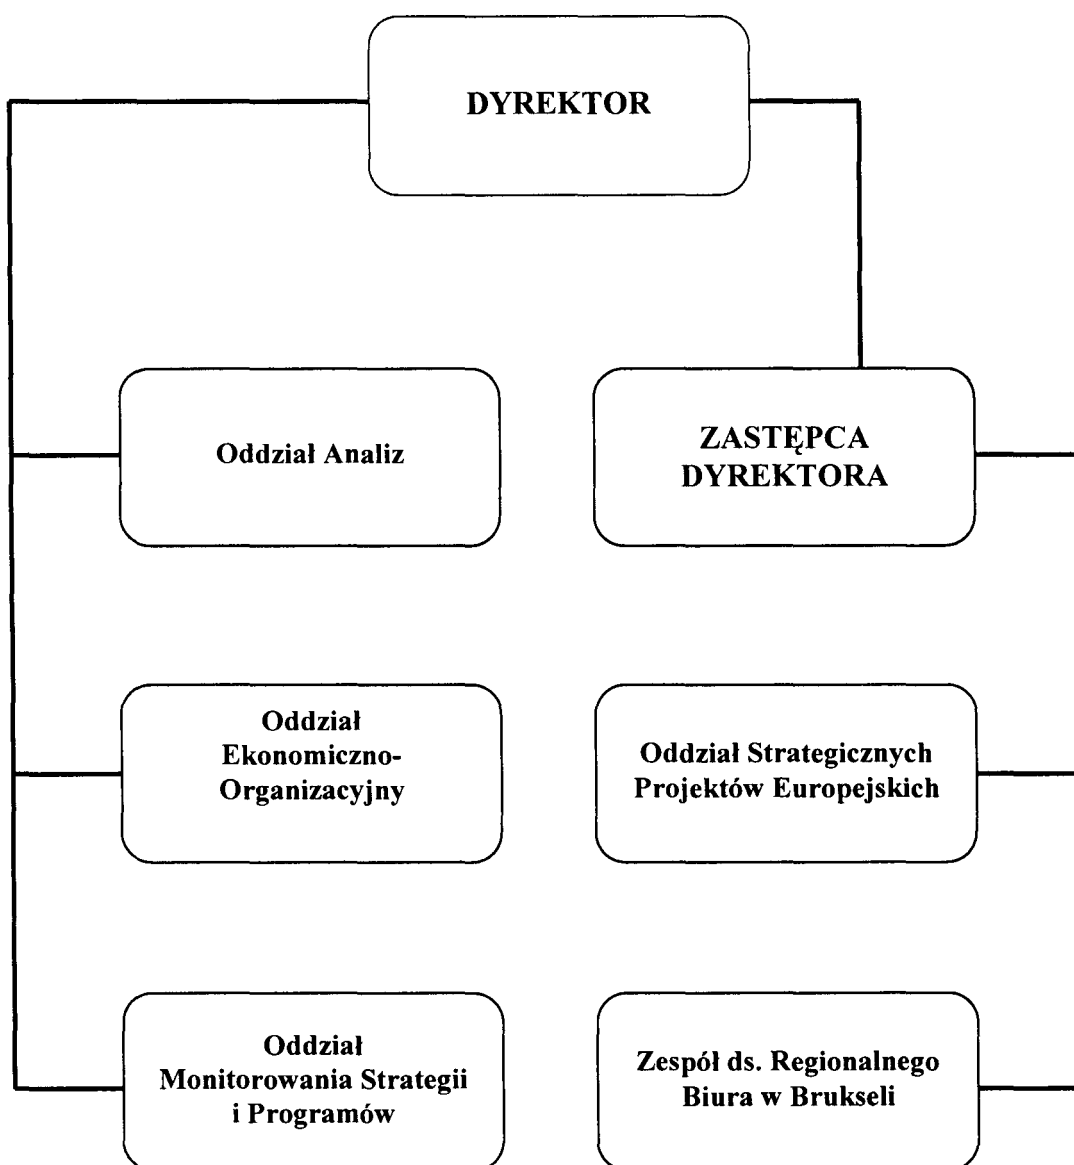 DYREKTOR
Oddział Analiz
ZASTĘPCA
DYREKTORA
Oddział
Ekonomiczno-
Organizacyjny
Oddział Strategicznych
Projektów Europejskich
Oddział
Monitorowania Strategii
i Programów
Zespół ds. Regionalnego
Biura w Brukseli